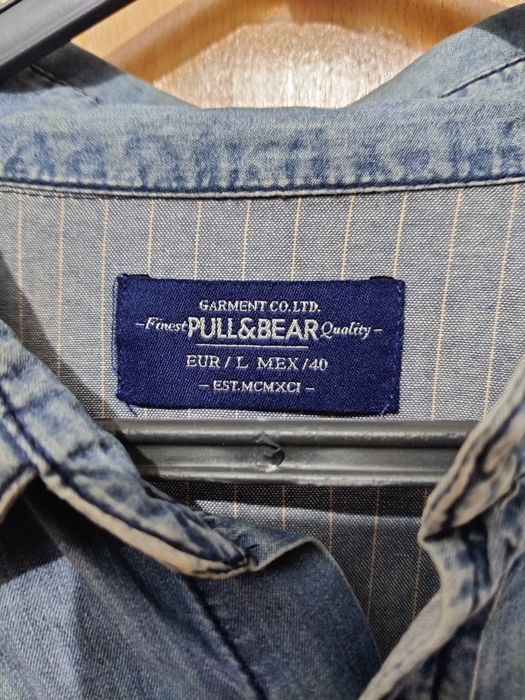 GARMENT CO.LTD.
-Finest PULL&BEAR Quality-
EUR/L MEX/40
- EST.MCMXCI -